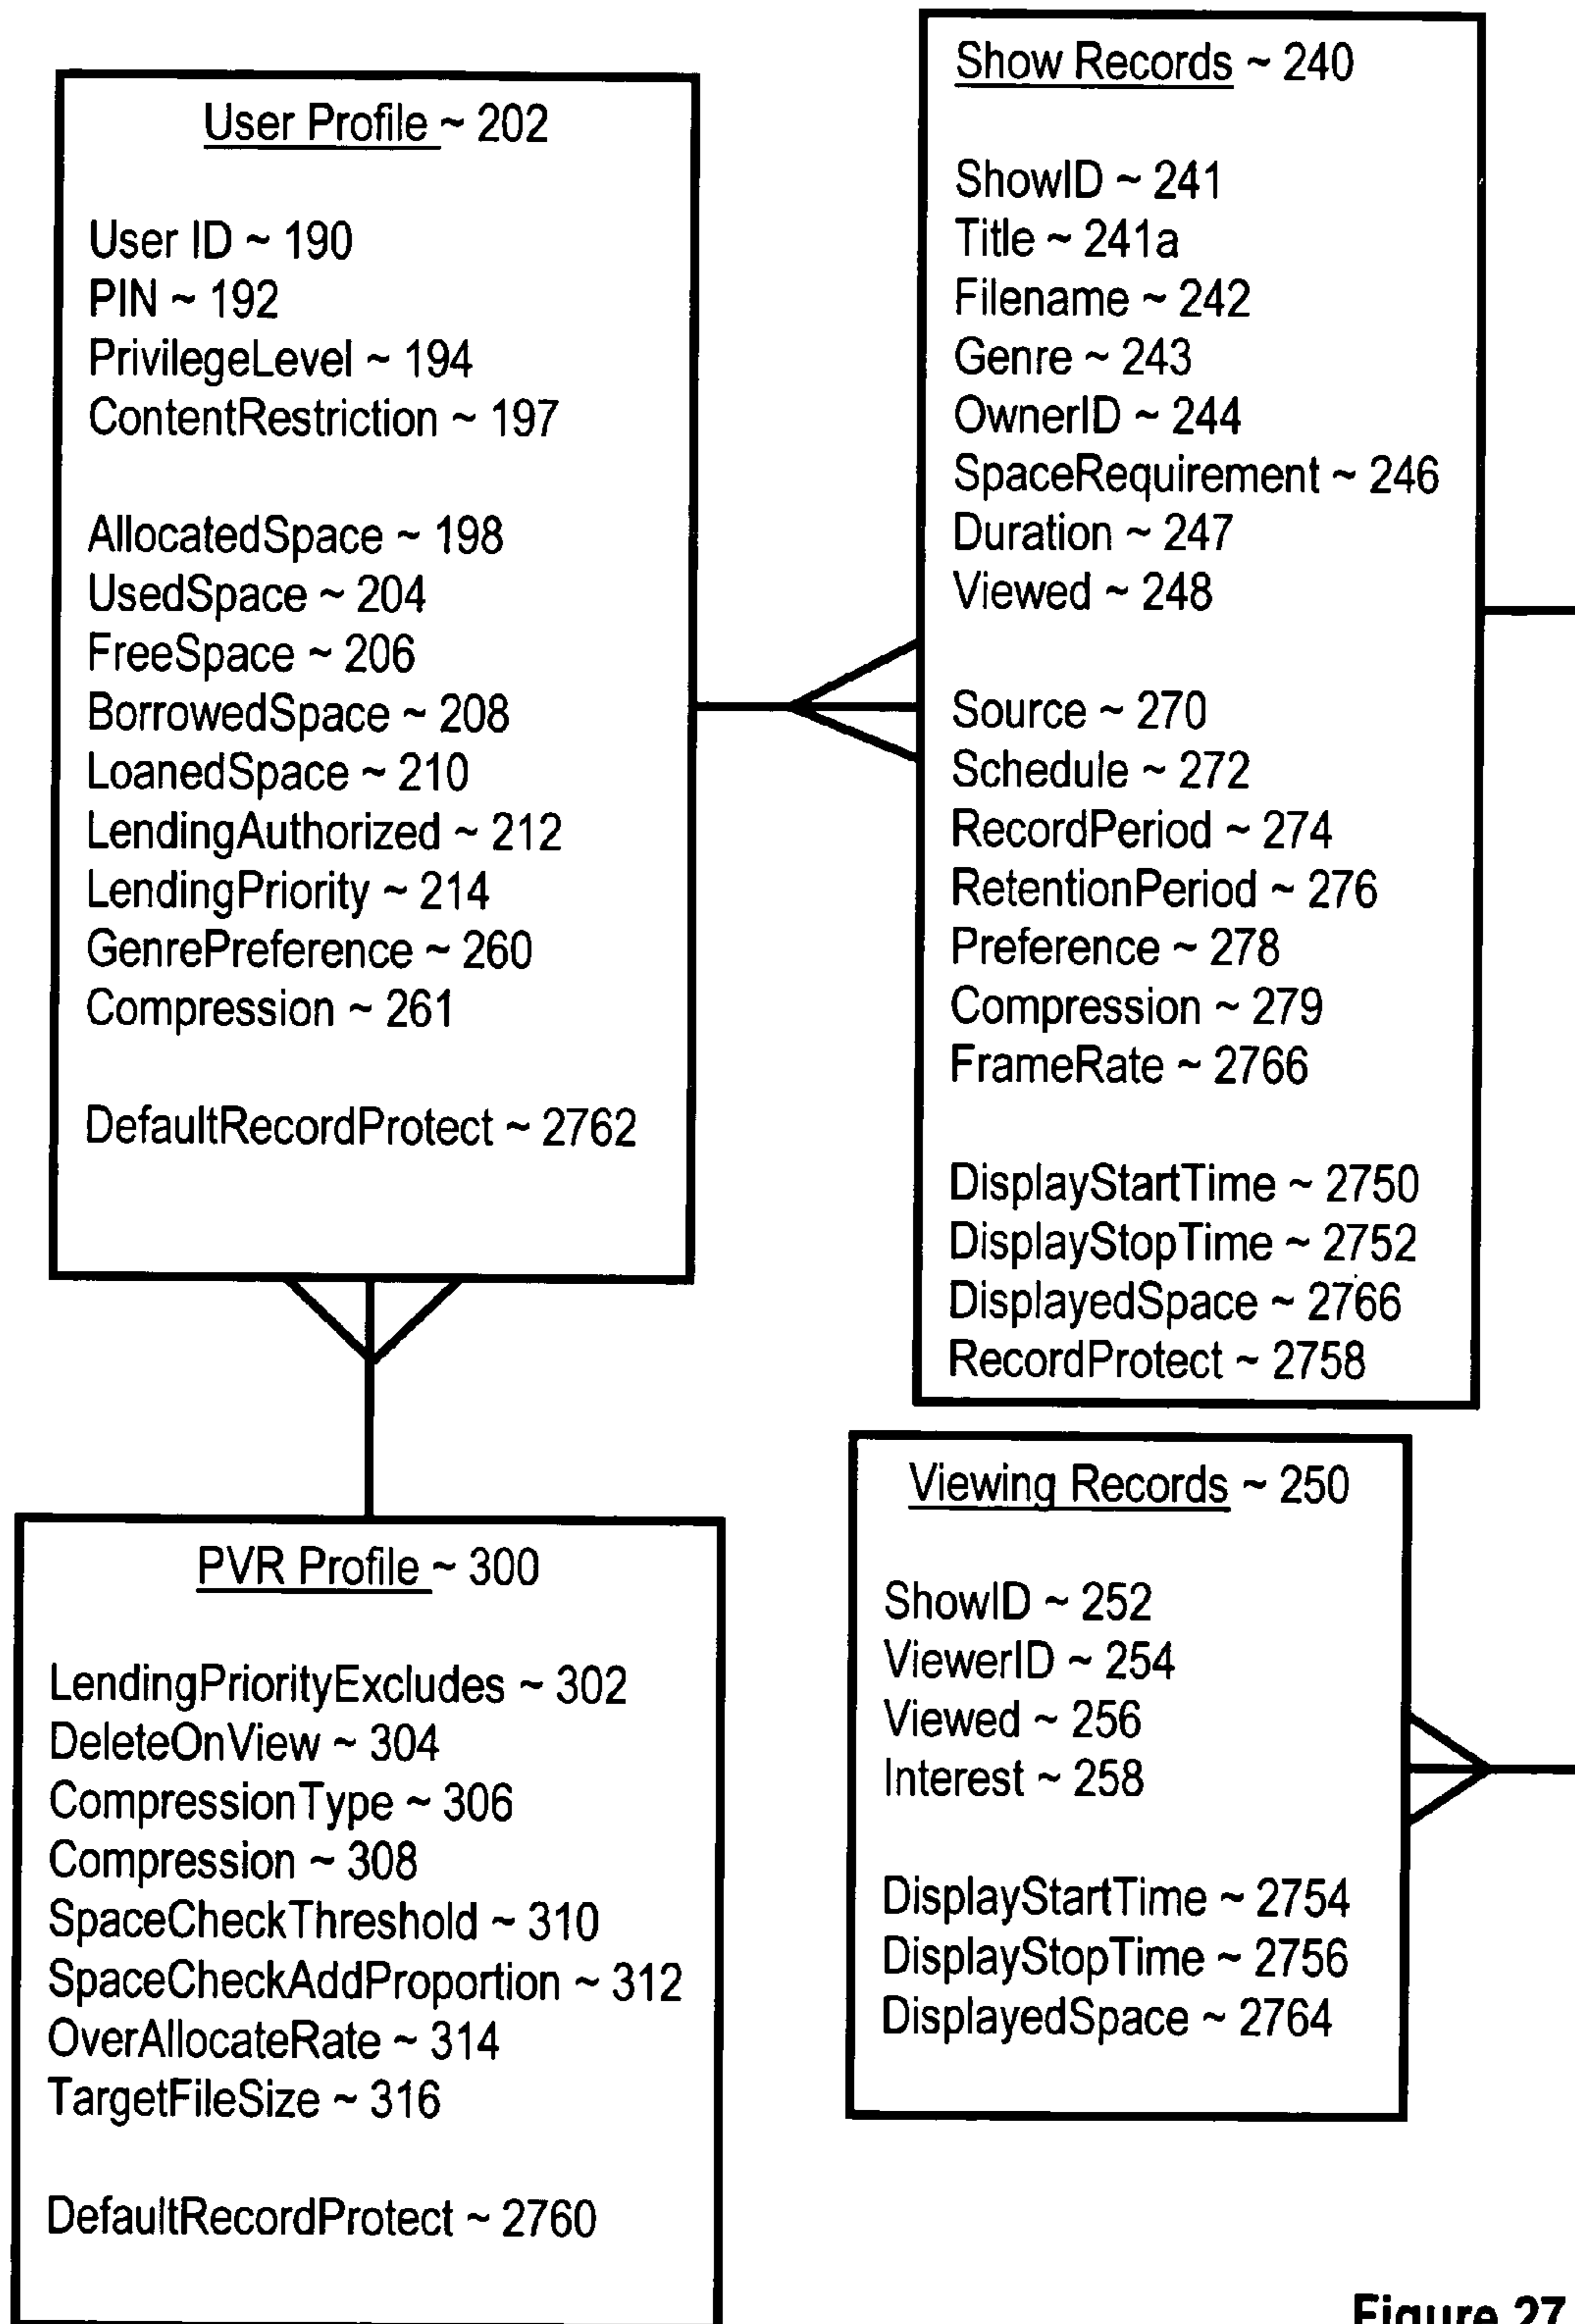 User Profile ~ 202
User ID ~ 190
PIN ~ 192
PrivilegeLevel ~ 194
ContentRestriction ~ 197
AllocatedSpace ~ 198
UsedSpace ~ 204
FreeSpace ~ 206
BorrowedSpace ~ 208
LoanedSpace ~ 210
LendingAuthorized ~ 212
LendingPriority ~ 214
GenrePreference ~ 260
Compression ~ 261
DefaultRecordProtect ~ 2762
Show Records ~ 240
ShowID ~ 241
Title ~ 241a
Filename ~ 242
Genre ~ 243
OwnerID ~ 244
SpaceRequirement ~ 246
Duration ~ 247
Viewed ~ 248
Source ~ 270
Schedule ~ 272
RecordPeriod ~ 274
RetentionPeriod ~ 276
Preference ~ 278
Compression ~ 279
FrameRate ~ 2766
DisplayStartTime ~ 2750
DisplayStopTime ~ 2752
DisplayedSpace ~ 2766
RecordProtect ~ 2758
PVR Profile ~ 300
LendingPriorityExcludes ~ 302
DeleteOnView ~ 304
CompressionType ~ 306
Compression ~ 308
SpaceCheckThreshold ~ 310
SpaceCheckAddProportion ~ 312
OverAllocateRate ~ 314
TargetFileSize ~ 316
DefaultRecordProtect ~ 2760
Viewing Records ~ 250
ShowID ~ 252
ViewerID ~ 254
Viewed ~ 256
Interest ~ 258
DisplayStartTime ~ 2754
DisplayStopTime ~ 2756
DisplayedSpace ~ 2764
Figure 27